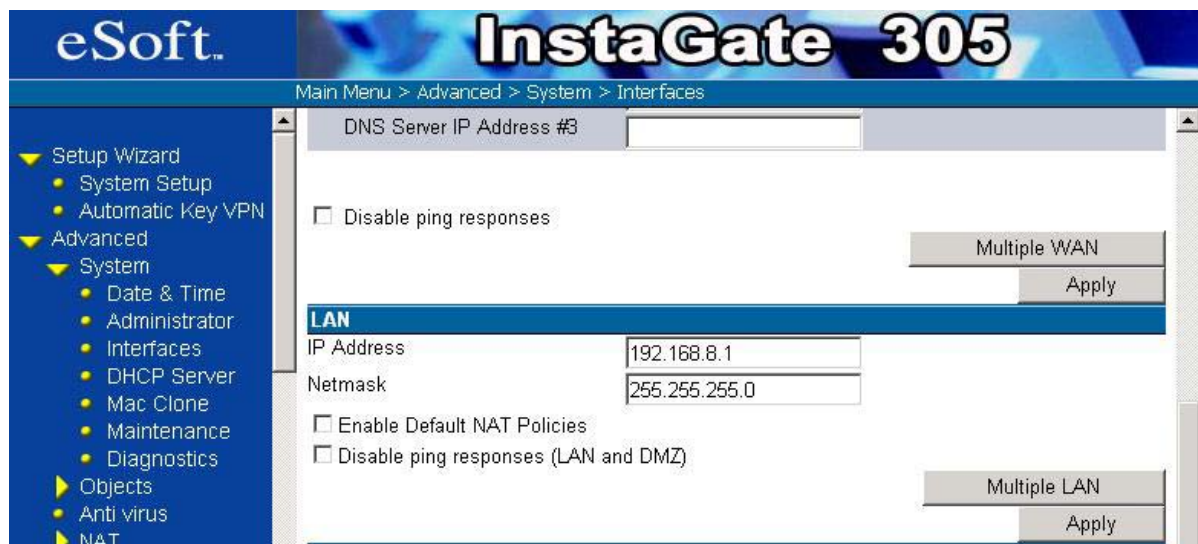 eSoft™
InstaGate 305
Main Menu > Advanced > System > Interfaces
Setup Wizard
System Setup
Automatic Key VPN
Advanced
System
Date & Time
Administrator
Interfaces
DHCP Server
Mac Clone
Maintenance
Diagnostics
Objects
Anti virus
NAT
DNS Server IP Address #3
Disable ping responses
Multiple WAN
Apply
LAN
IP Address 192.168.8.1
Netmask 255.255.255.0
Enable Default NAT Policies
Disable ping responses (LAN and DMZ)
Multiple LAN
Apply